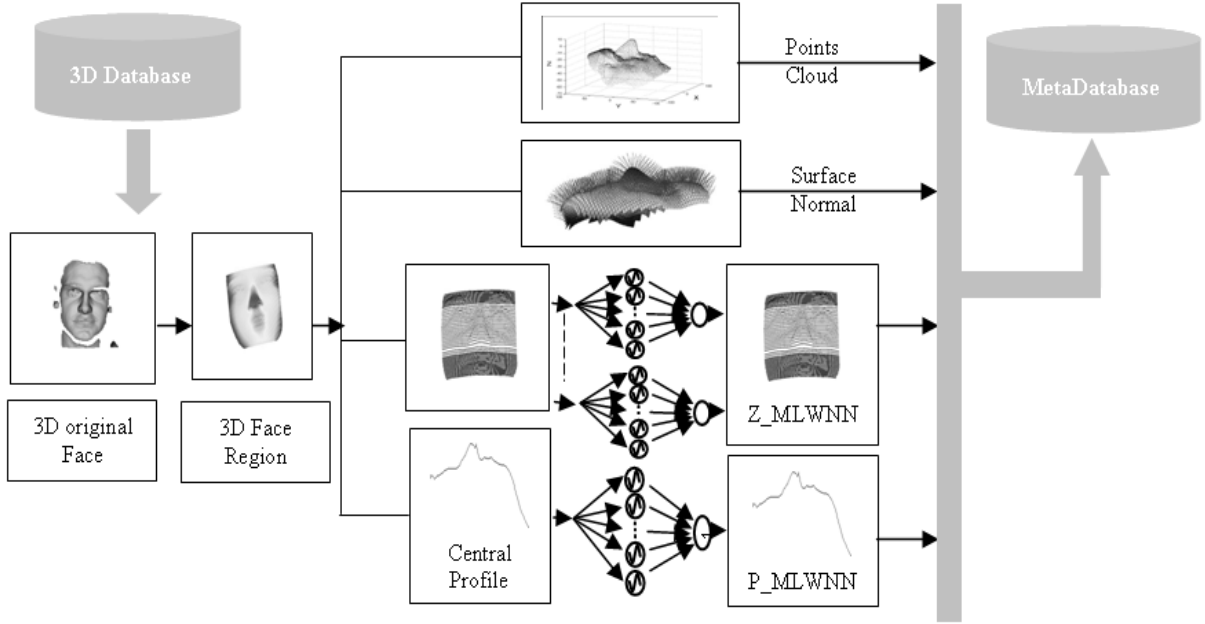 3D Database
Points
Cloud
MetaDatabase
Surface
Normal
3D original
Face
3D Face
Region
Z_MLWNN
Central
Profile
P_MLWNN
Z
Y
X